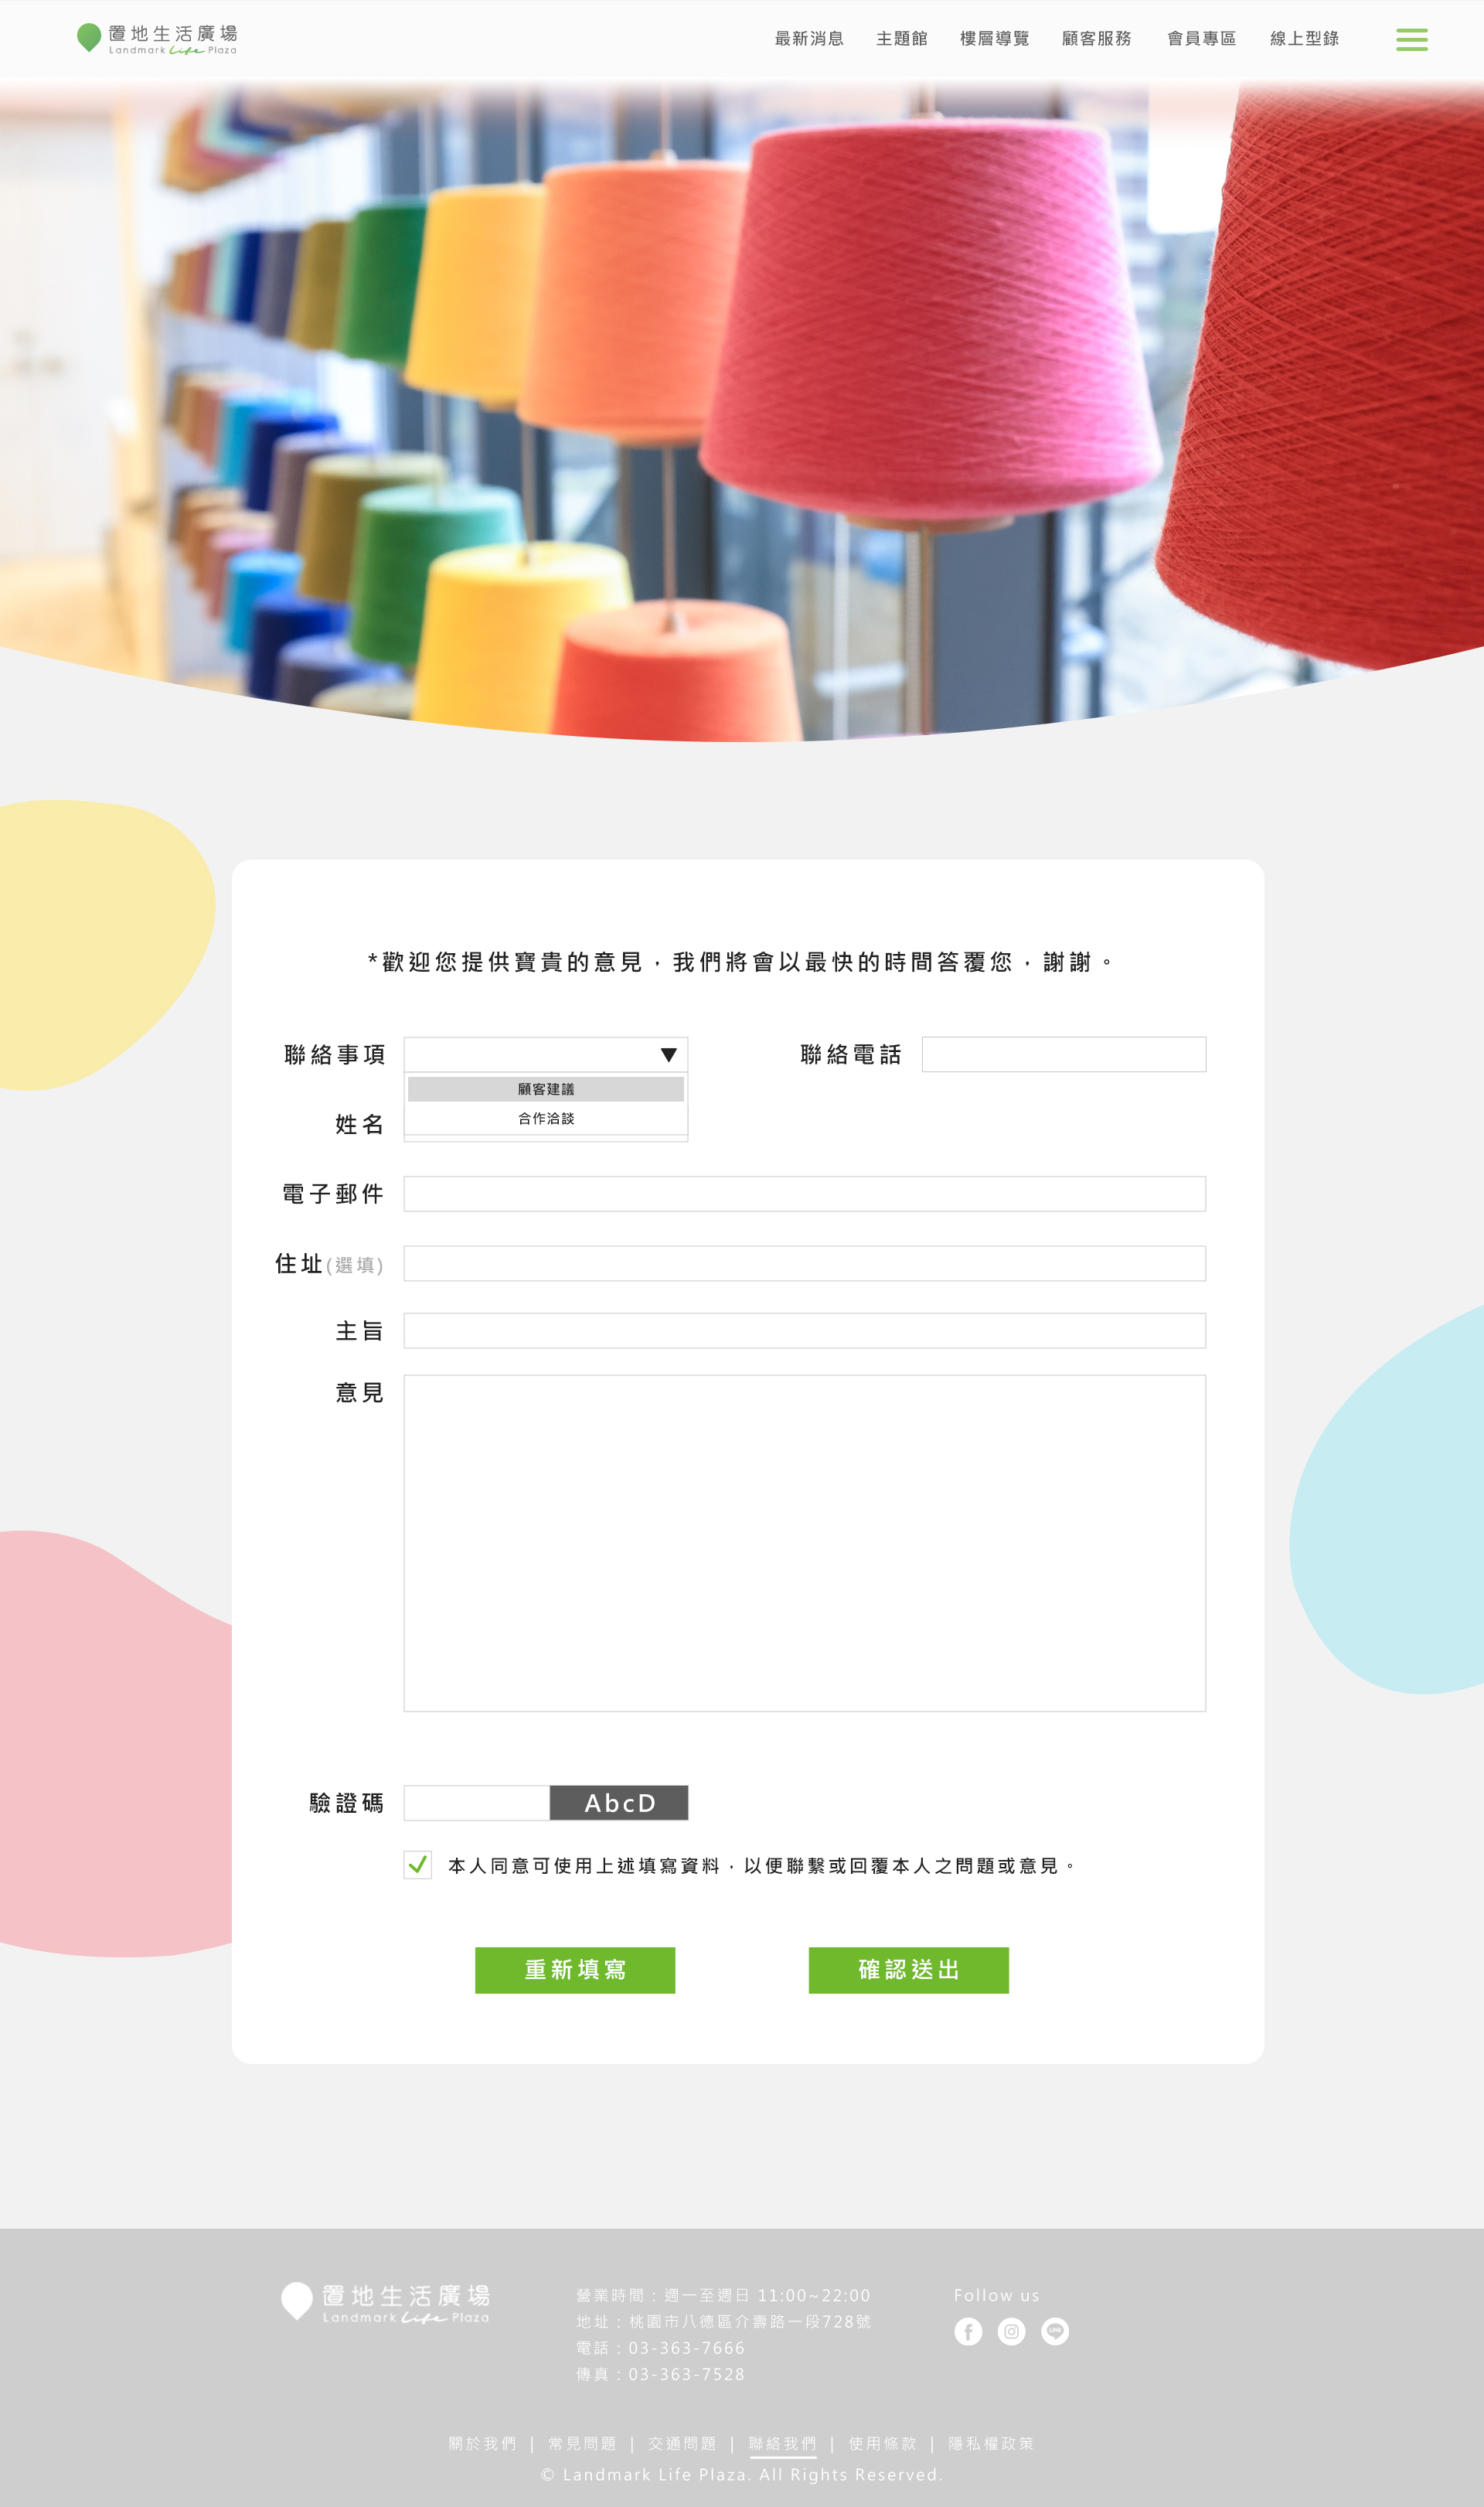 置地生活廣場
Landmark Life Plaza
最新消息 主題館 樓層導覽 顧客服務 會員專區 線上型錄
*歡迎您提供寶貴的意見，我們將會以最快的時間答覆您，謝謝。
聯絡事項
聯絡電話
顧客建議
合作洽談
姓名
電子郵件
住址(選填)
主旨
意見
驗證碼
AbcD
本人同意可使用上述填寫資料，以便聯繫或回覆本人之問題或意見。
重新填寫
確認送出
置地生活廣場
Landmark Life Plaza
營業時間：週一至週日 11:00~22:00
地址：桃園市八德區介壽路一段728號
電話：03-363-7666
傳真：03-363-7528
Follow us
LINE
關於我們 | 常見問題 | 交通問題 | 聯絡我們 | 使用條款 | 隱私權政策
© Landmark Life Plaza. All Rights Reserved.